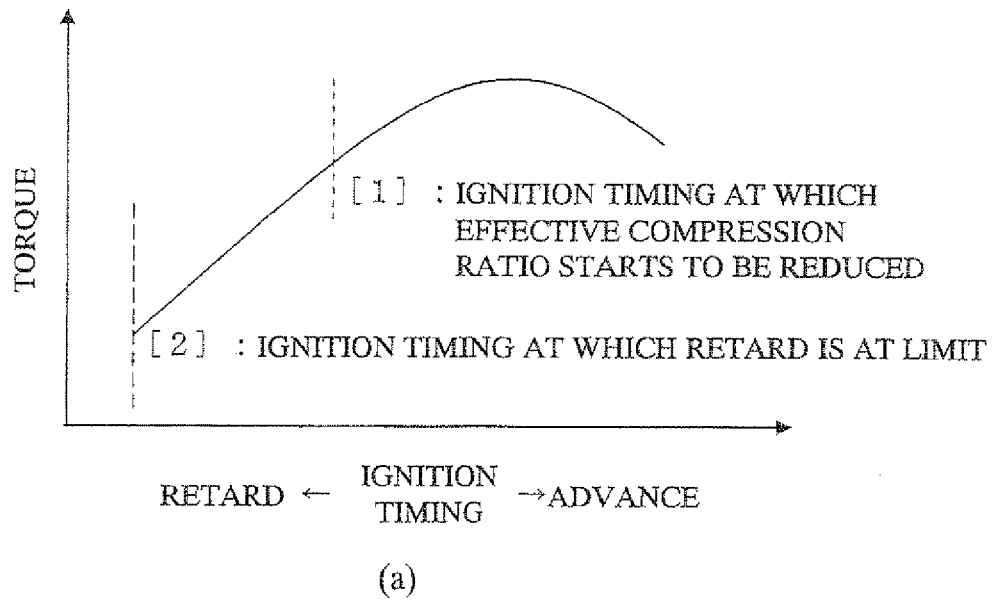 TORQUE
[1] : IGNITION TIMING AT WHICH
EFFECTIVE COMPRESSION
RATIO STARTS TO BE REDUCED
[2] : IGNITION TIMING AT WHICH RETARD IS AT LIMIT
RETARD ← IGNITION TIMING →ADVANCE
(a)